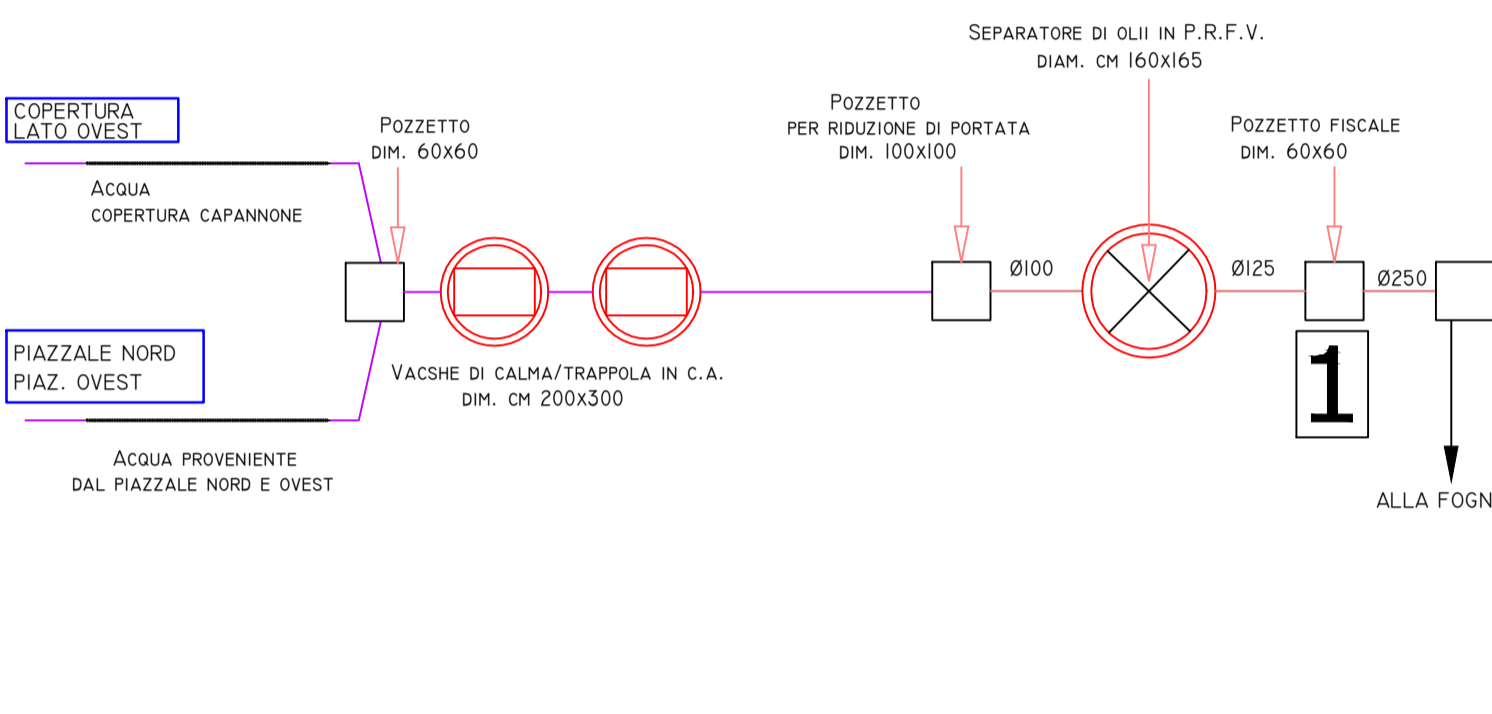 SEPARATORE DI OLII IN P.R.F.V.
DIAM. CM 160X165
COPERTURA
LATO OVEST
POZZETTO
DIM. 60X60
POZZETTO
PER RIDUZIONE DI PORTATA
DIM. 100X100
POZZETTO FISCALE
DIM. 60X60
ACQUA
COPERTURA CAPANNONE
Ø100
Ø125
Ø250
PIAZZALE NORD
PIAZ. OVEST
VACSHE DI CALMA/TRAPPOLA IN C.A.
DIM. CM 200X300
1
ACQUA PROVENIENTE
DAL PIAZZALE NORD E OVEST
ALLA FOGN